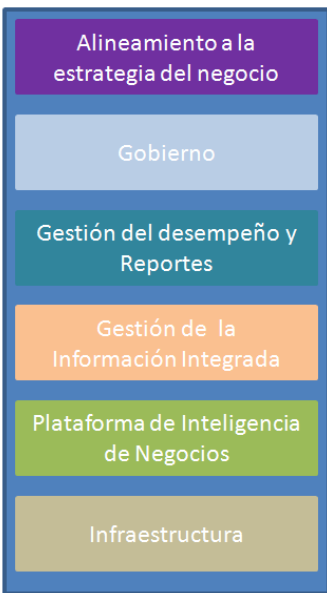 Alineamiento a la
estrategia del negocio
Gobierno
Gestión del desempeño y
Reportes
Gestión de la
Información Integrada
Plataforma de Inteligencia
de Negocios
Infraestructura